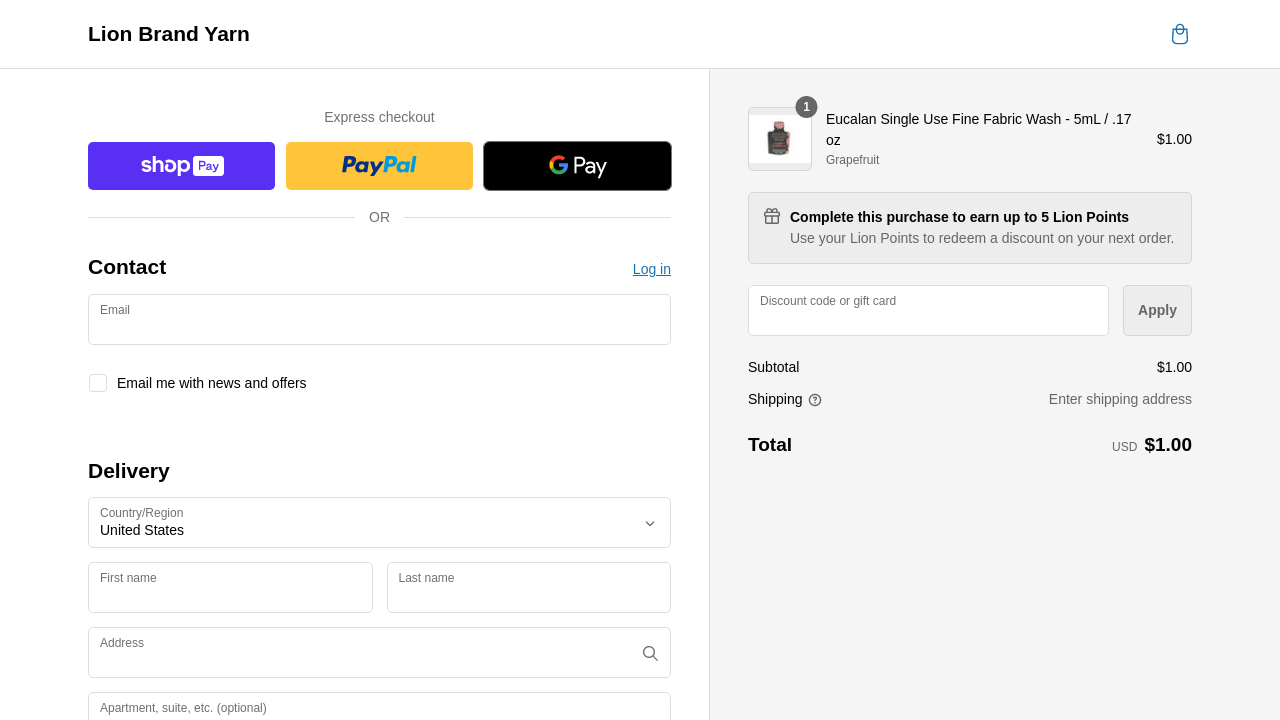 Lion Brand Yarn
Express checkout
shop Pay
PayPal
G Pay
OR
Contact
Log in
Email
Email me with news and offers
Delivery
Country/Region
United States
First name
Last name
Address
Apartment, suite, etc. (optional)
1
Eucalan Single Use Fine Fabric Wash - 5mL / .17
oz
$1.00
Grapefruit
Complete this purchase to earn up to 5 Lion Points
Use your Lion Points to redeem a discount on your next order.
Discount code or gift card
Apply
Subtotal
$1.00
Shipping
Enter shipping address
Total
USD $1.00